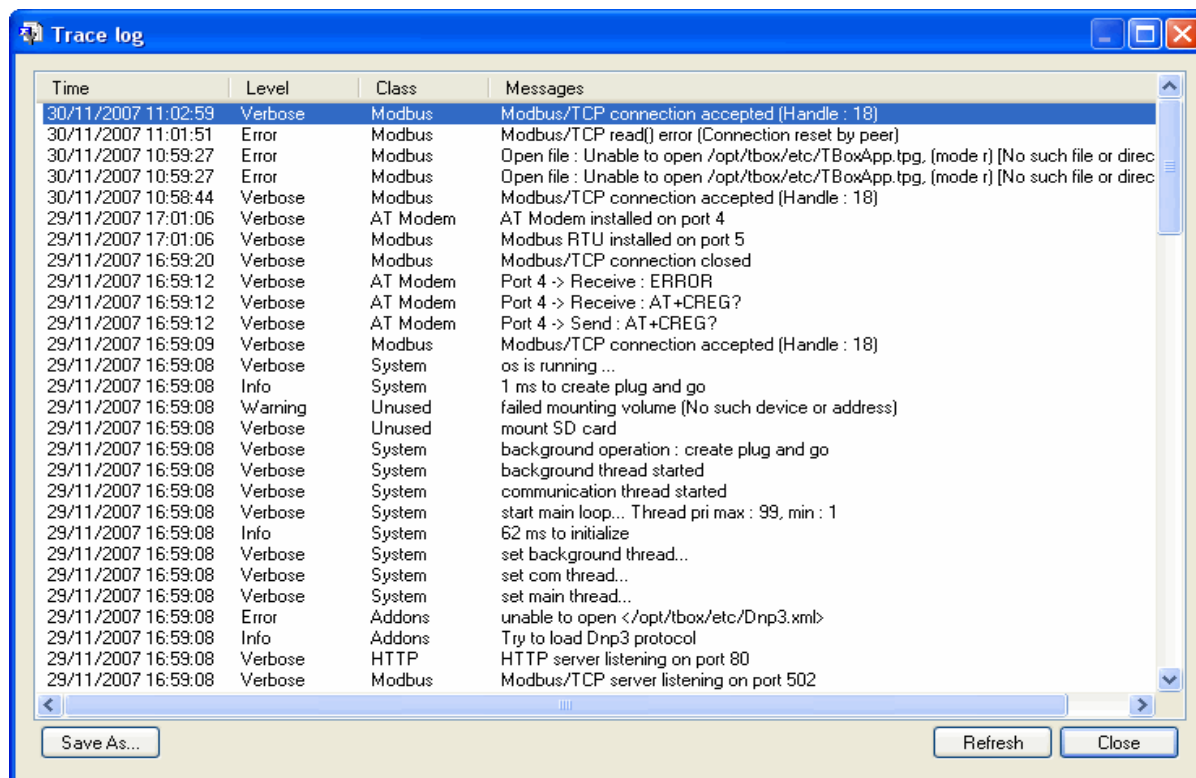 Trace log
Time Level Class Messages
30/11/2007 11:02:59 Verbose Modbus Modbus/TCP connection accepted (Handle : 18)
30/11/2007 11:01:51 Error Modbus Modbus/TCP read() error (Connection reset by peer)
30/11/2007 10:59:27 Error Modbus Open file : Unable to open /opt/tbox/etc/TBoxApp.tpg, (mode r) [No such file or direc
30/11/2007 10:59:27 Error Modbus Open file : Unable to open /opt/tbox/etc/TBoxApp.tpg, (mode r) [No such file or direc
30/11/2007 10:58:44 Verbose Modbus Modbus/TCP connection accepted (Handle : 18)
29/11/2007 17:01:06 Verbose AT Modem AT Modem installed on port 4
29/11/2007 17:01:06 Verbose Modbus Modbus RTU installed on port 5
29/11/2007 16:59:20 Verbose Modbus Modbus/TCP connection closed
29/11/2007 16:59:12 Verbose AT Modem Port 4 -> Receive : ERROR
29/11/2007 16:59:12 Verbose AT Modem Port 4 -> Receive : AT+CREG?
29/11/2007 16:59:12 Verbose AT Modem Port 4 -> Send : AT+CREG?
29/11/2007 16:59:09 Verbose Modbus Modbus/TCP connection accepted (Handle : 18)
29/11/2007 16:59:08 Verbose System os is running ...
29/11/2007 16:59:08 Info System 1 ms to create plug and go
29/11/2007 16:59:08 Warning Unused failed mounting volume (No such device or address)
29/11/2007 16:59:08 Verbose Unused mount SD card
29/11/2007 16:59:08 Verbose System background operation : create plug and go
29/11/2007 16:59:08 Verbose System background thread started
29/11/2007 16:59:08 Verbose System communication thread started
29/11/2007 16:59:08 Verbose System start main loop... Thread pri max : 99, min : 1
29/11/2007 16:59:08 Info System 62 ms to initialize
29/11/2007 16:59:08 Verbose System set background thread...
29/11/2007 16:59:08 Verbose System set com thread...
29/11/2007 16:59:08 Verbose System set main thread...
29/11/2007 16:59:08 Error Addons unable to open </opt/tbox/etc/Dnp3.xml>
29/11/2007 16:59:08 Info Addons Try to load Dnp3 protocol
29/11/2007 16:59:08 Verbose HTTP HTTP server listening on port 80
29/11/2007 16:59:08 Verbose Modbus Modbus/TCP server listening on port 502
Save As... Refresh Close